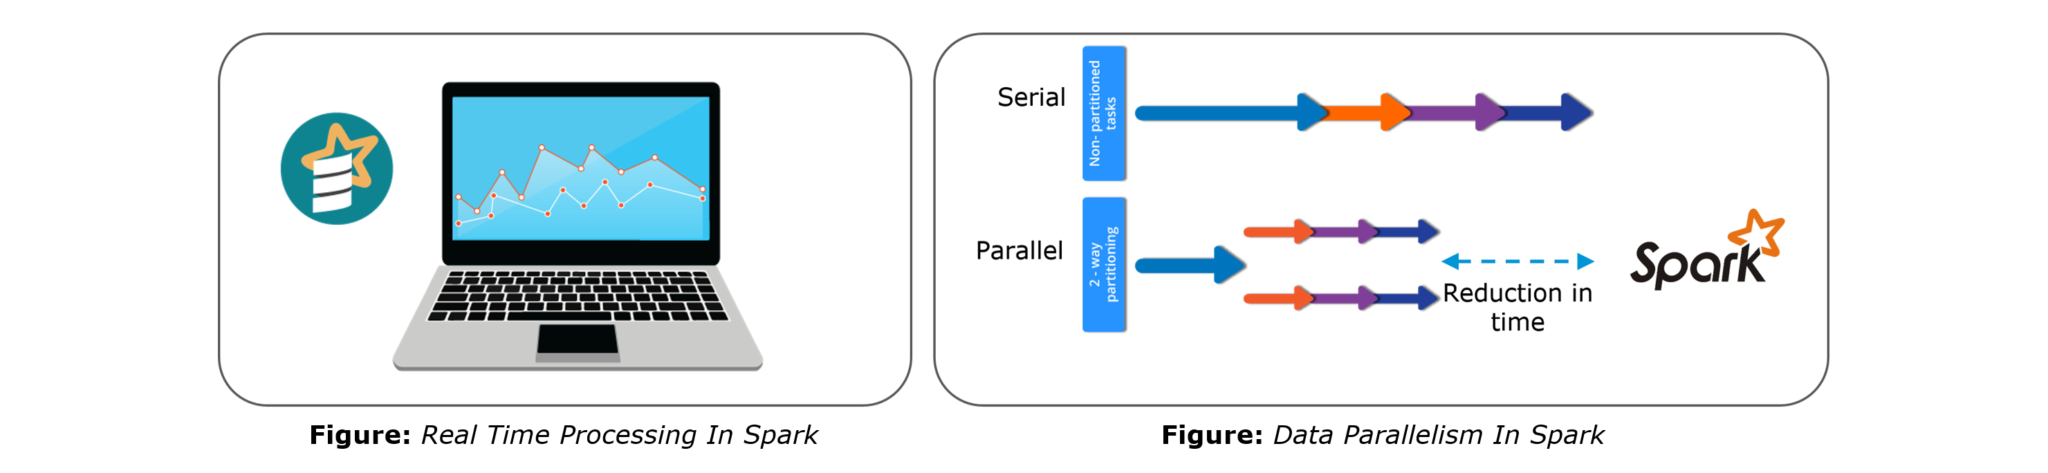 Serial
Non- partitioned
tasks
Parallel
2 - way
partitioning
Reduction in
time
Spark
Figure: Real Time Processing In Spark
Figure: Data Parallelism In Spark